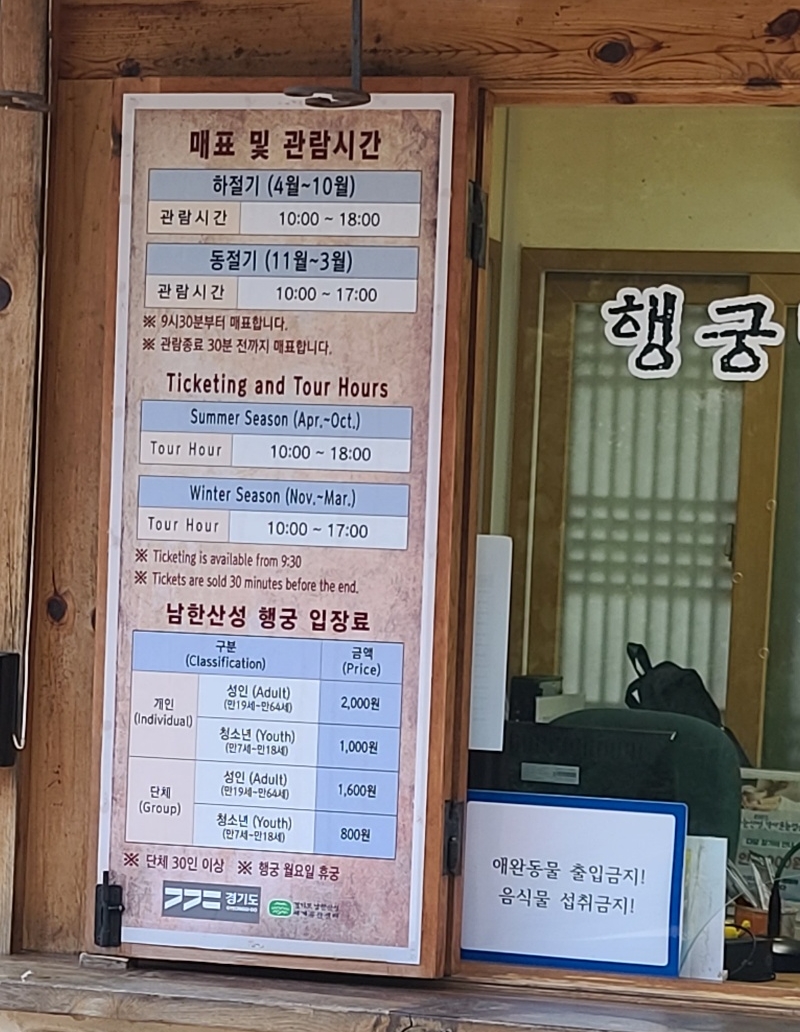 매표 및 관람시간
하절기 (4월~10월)
관람시간 10:00 ~ 18:00
동절기 (11월~3월)
관람시간 10:00 ~ 17:00
※ 9시30분부터 매표합니다.
※ 관람종료 30분 전까지 매표합니다.
Ticketing and Tour Hours
Summer Season (Apr.~Oct.)
Tour Hour 10:00 ~ 18:00
Winter Season (Nov.~Mar.)
Tour Hour 10:00 ~ 17:00
※ Ticketing is available from 9:30
※ Tickets are sold 30 minutes before the end.
남한산성 행궁 입장료
구분
(Classification)
금액
(Price)
개인
(Individual)
성인 (Adult)
(만19세~만64세)
2,000원
청소년 (Youth)
(만7세~만18세)
1,000원
단체
(Group)
성인 (Adult)
(만19세~만64세)
1,600원
청소년 (Youth)
(만7세~만18세)
800원
※ 단체 30인 이상 ※ 행궁 월요일 휴궁
경기도
행궁
애완동물 출입금지!
음식물 섭취금지!